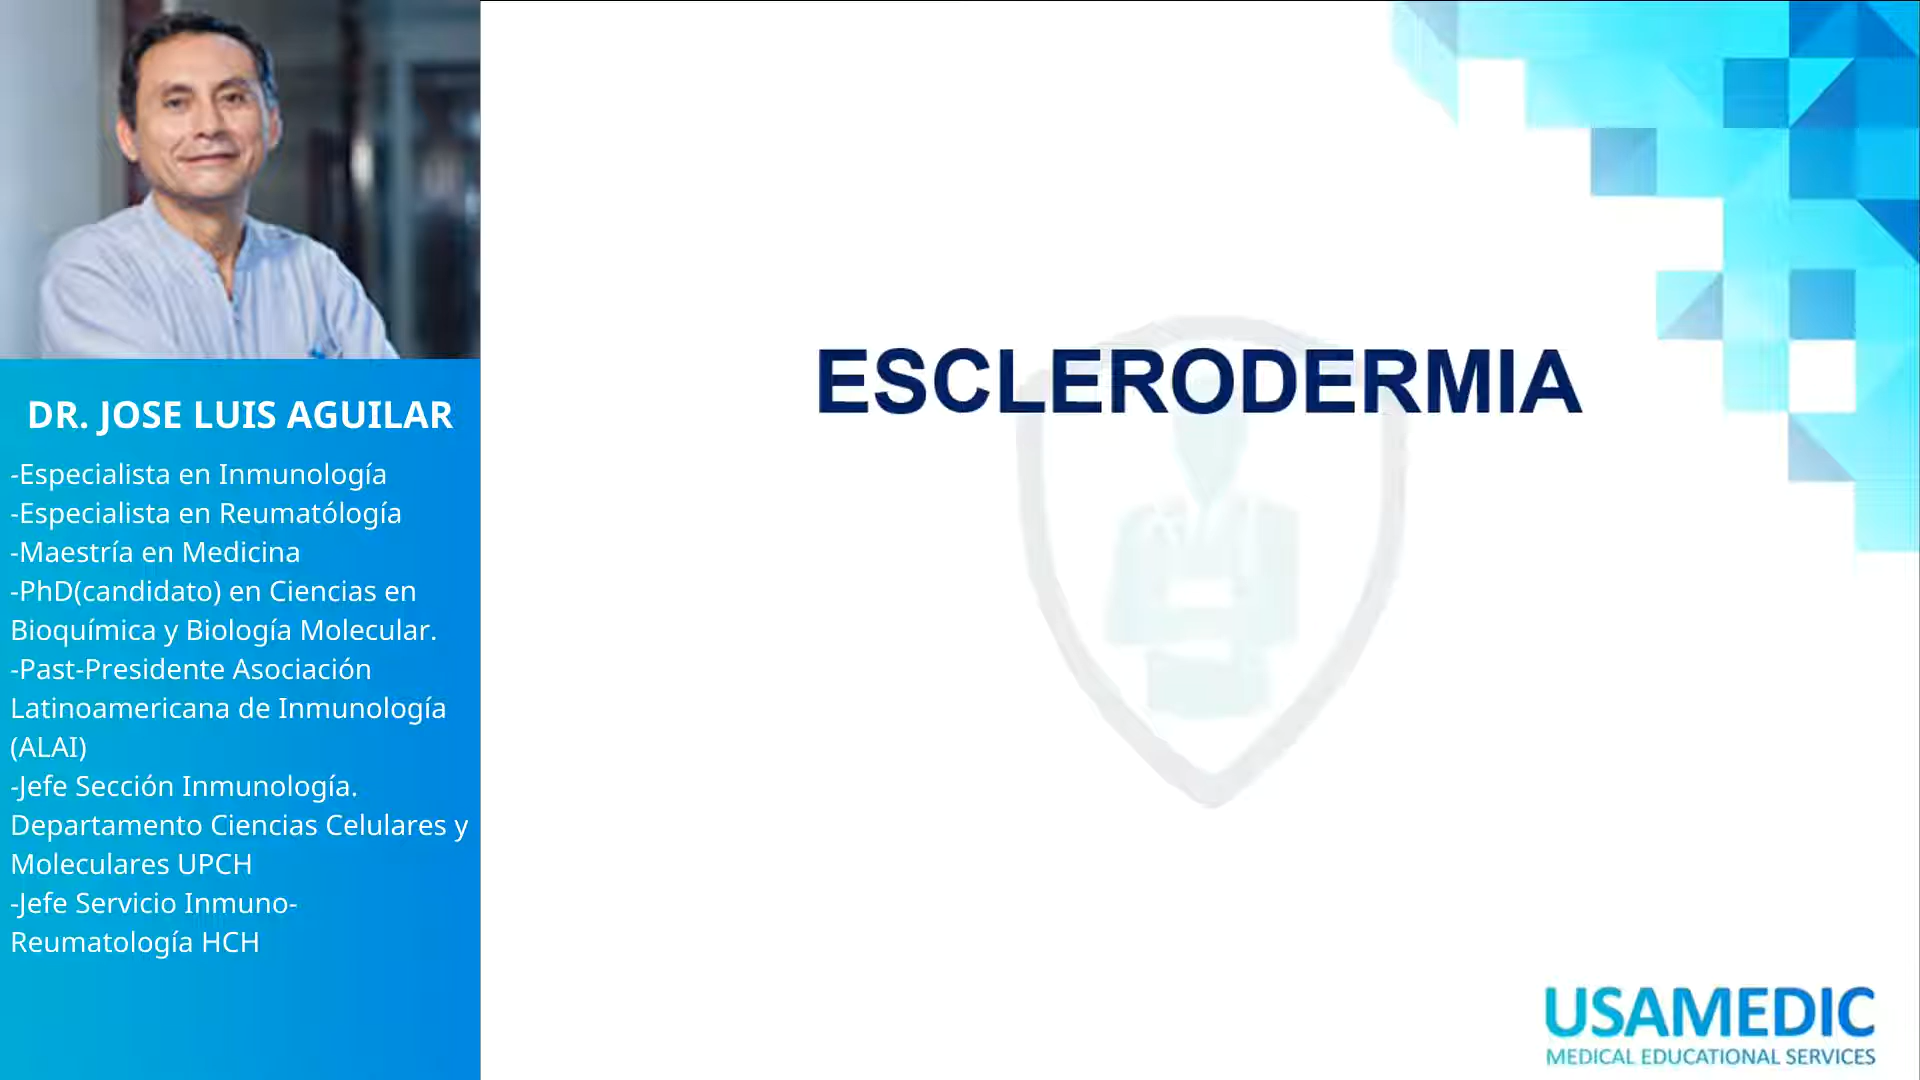 DR. JOSE LUIS AGUILAR
-Especialista en Inmunología
-Especialista en Reumatólogía
-Maestría en Medicina
-PhD(candidato) en Ciencias en
Bioquímica y Biología Molecular.
-Past-Presidente Asociación
Latinoamericana de Inmunología
(ALAI)
-Jefe Sección Inmunología.
Departamento Ciencias Celulares y
Moleculares UPCH
-Jefe Servicio Inmuno-
Reumatología HCH
ESCLERODERMIA
USAMEDIC
MEDICAL EDUCATIONAL SERVICES